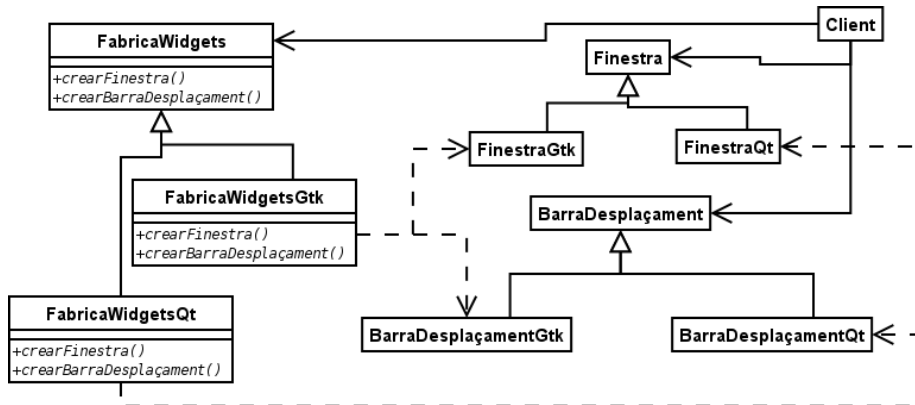 Client
FabricaWidgets
+crearFinestra()
+crearBarraDesplaçament()
Finestra
FinestraGtk
FinestraQt
FabricaWidgetsGtk
+crearFinestra()
+crearBarraDesplaçament()
BarraDesplaçament
FabricaWidgetsQt
+crearFinestra()
+crearBarraDesplaçament()
BarraDesplaçamentGtk
BarraDesplaçamentQt